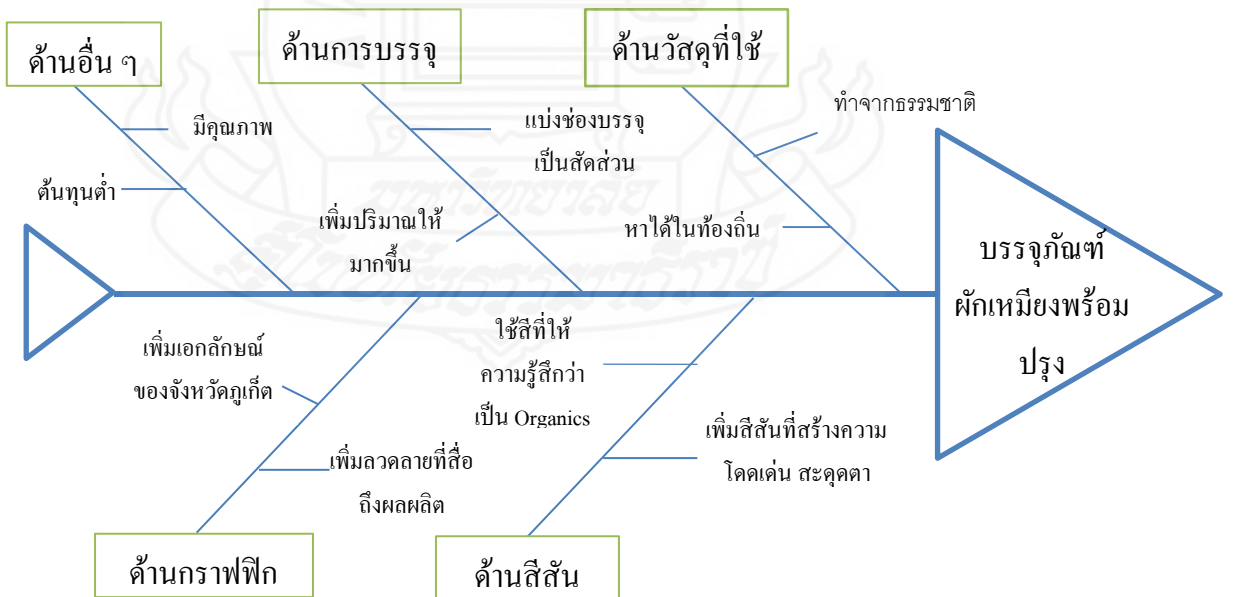 ด้านอื่น ๆ
ด้านการบรรจุ
ด้านวัสดุที่ใช้
มีคุณภาพ
ต้นทุนต่ำ
แบ่งช่องบรรจุ
เป็นสัดส่วน
เพิ่มปริมาณให้
มากขึ้น
ทำจากธรรมชาติ
หาได้ในท้องถิ่น
บรรจุภัณฑ์
ผักเหมียงพร้อม
ปรุง
เพิ่มเอกลักษณ์
ของจังหวัดภูเก็ต
เพิ่มลวดลายที่สื่อ
ถึงผลผลิต
ใช้สีที่ให้
ความรู้สึกว่า
เป็น Organics
เพิ่มสีสันที่สร้างความ
โดดเด่น สะดุดตา
ด้านกราฟฟิก
ด้านสีสัน